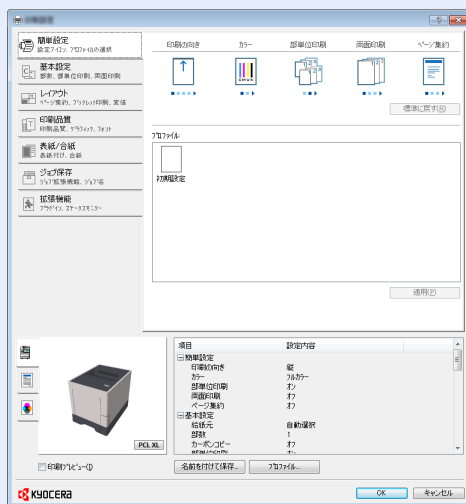 簡単設定
設定アイコン、プロファイルの選択
基本設定
部数、部単位印刷、両面印刷
レイアウト
ページ集約、ブックレット印刷、変倍
印刷品質
印刷品質、グラフィック、フォント
表紙/合紙
表紙付け、合紙
ジョブ保存
ジョブ拡張機能、ジョブ名
拡張機能
プラグイン、ステータスモニター
印刷の向き
カラー
部単位印刷
両面印刷
ページ集約
標準に戻す(R)
プロファイル:
初期設定
適用(P)
項目 設定内容
簡単設定
印刷の向き 縦
カラー フルカラー
部単位印刷 オン
両面印刷 オフ
ページ集約 オフ
基本設定
給紙元 自動選択
部数 1
カーボンコピー オフ
部単位印刷 オン
PCL XL
印刷プレビュー(I)
名前を付けて保存...
プロファイル...
KYOCERA
OK
キャンセル